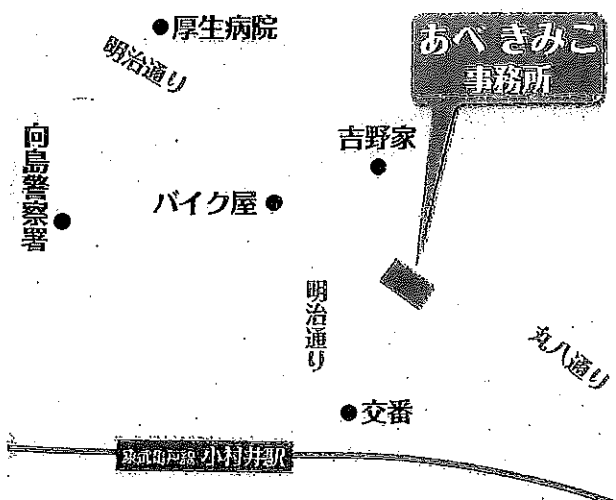 厚生病院
明治通り
あべ きみこ
事務所
吉野家
向島警察署
バイク屋
明治通り
丸八通り
交番
東武亀戸線 小村井駅